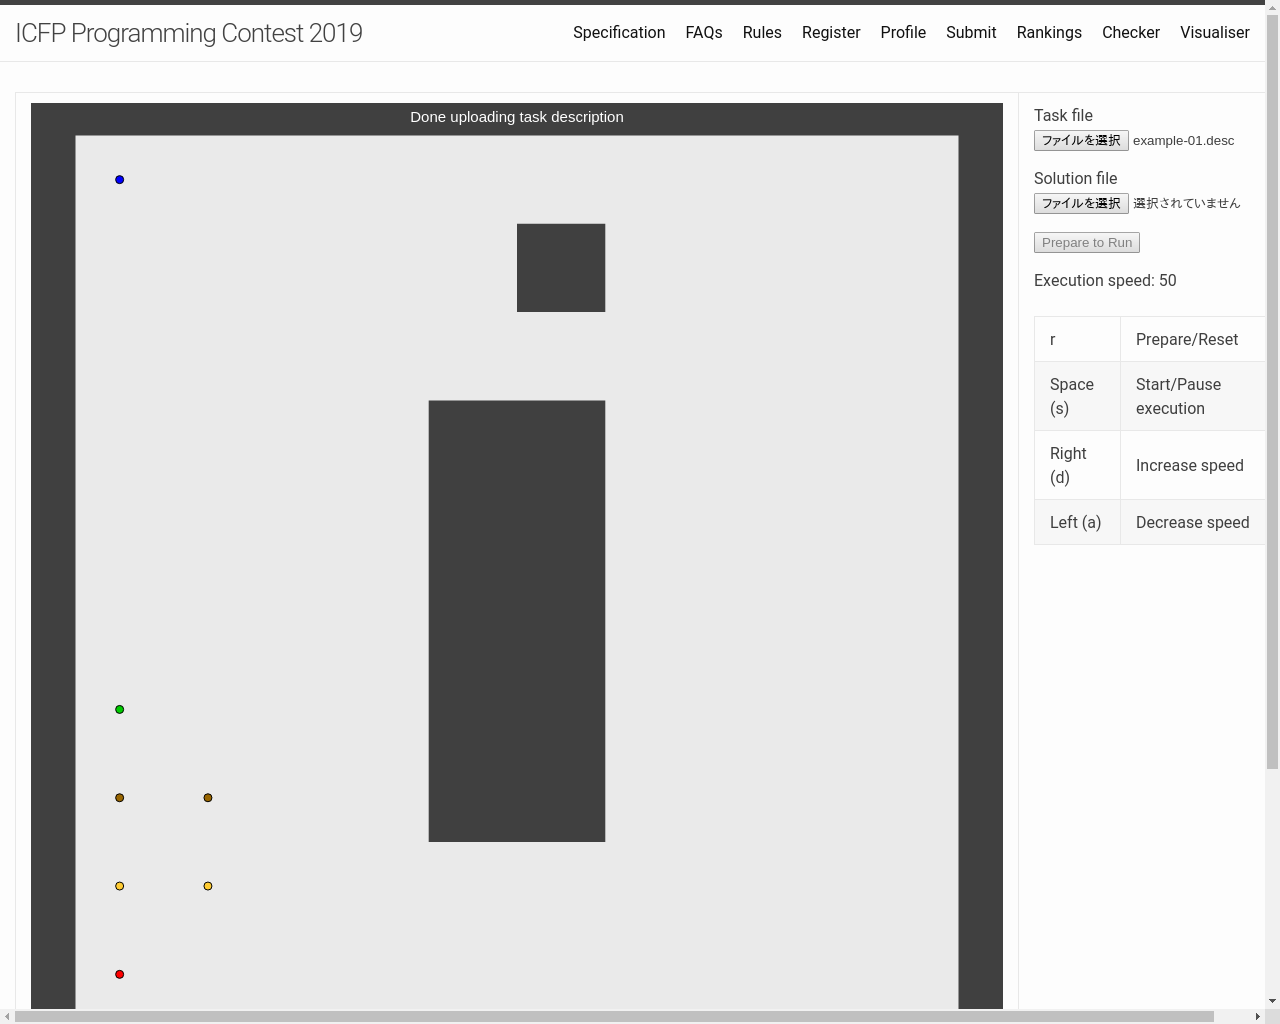 ICFP Programming Contest 2019
Specification FAQs Rules Register Profile Submit Rankings Checker Visualiser
Done uploading task description
Task file
ファイルを選択 example-01.desc
Solution file
ファイルを選択 選択されていません
Prepare to Run
Execution speed: 50
r Prepare/Reset
Space (s) Start/Pause execution
Right (d) Increase speed
Left (a) Decrease speed